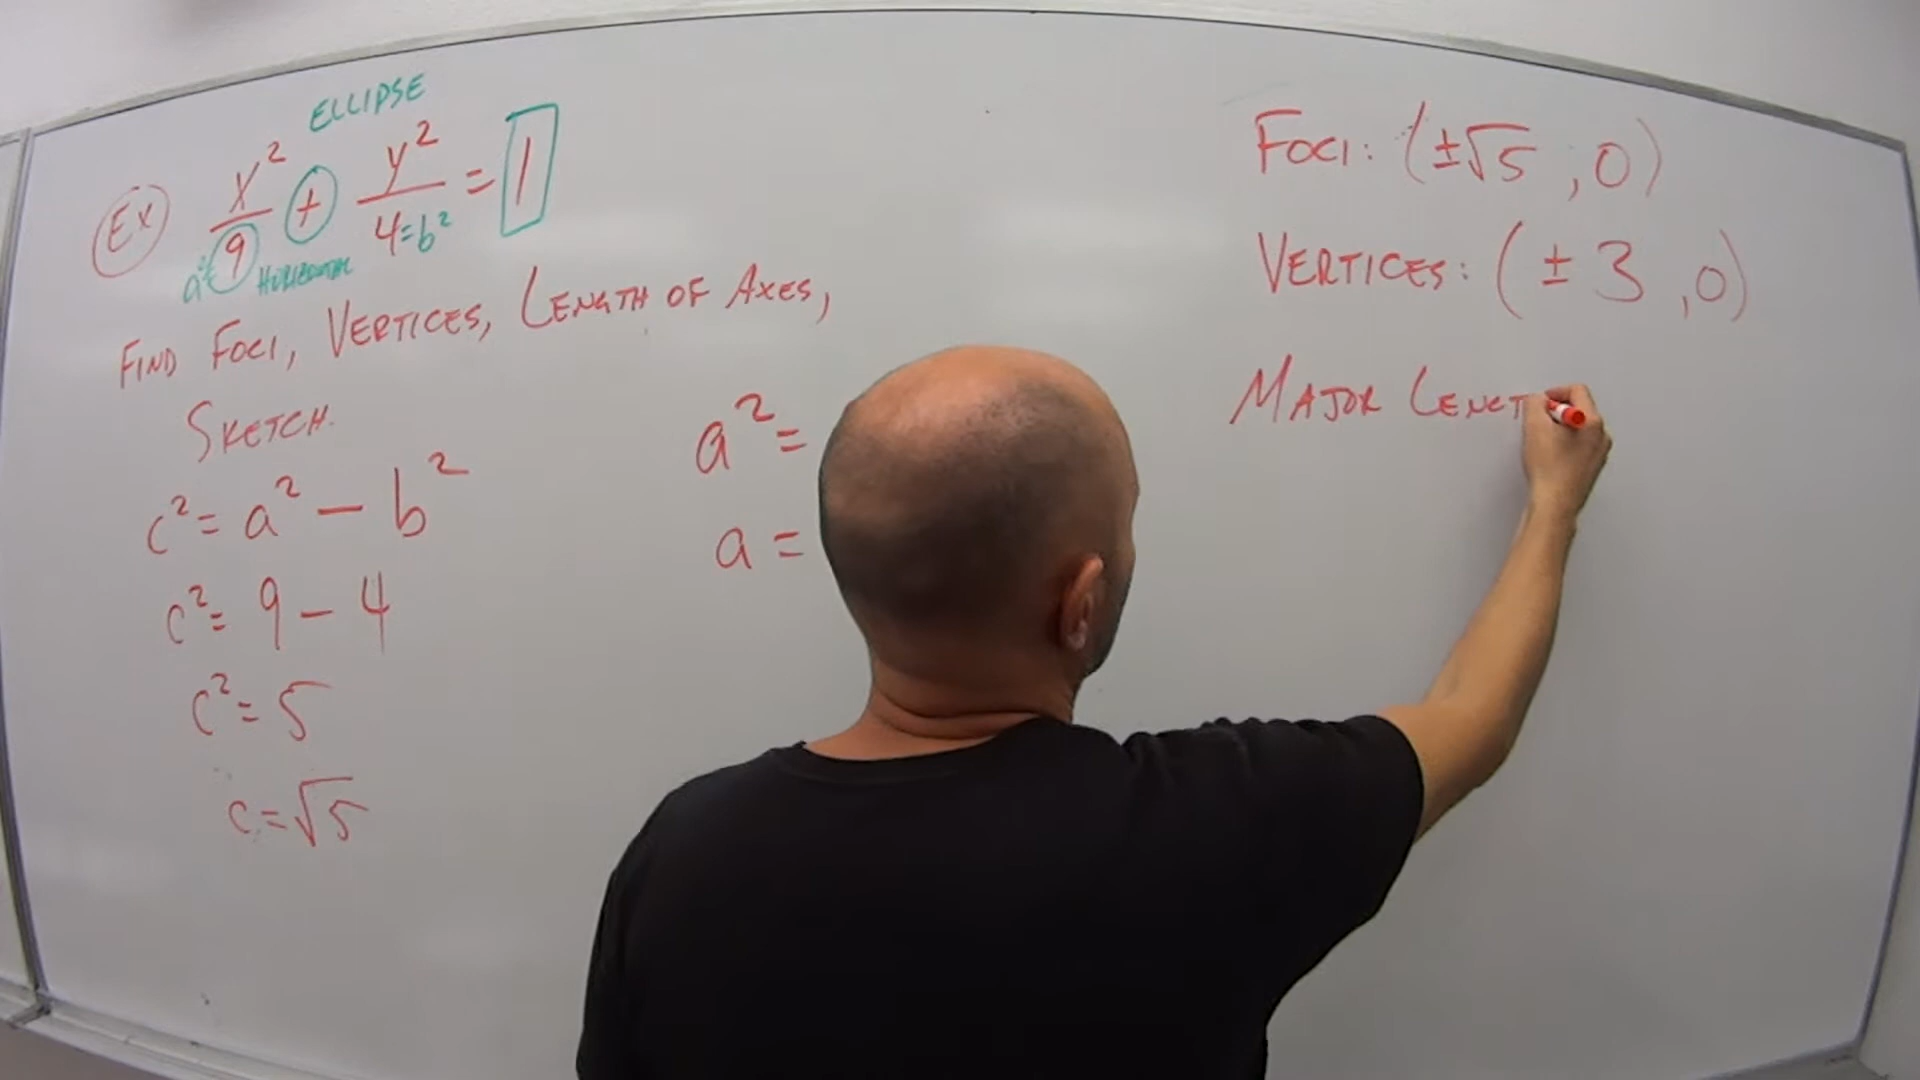 ELLIPSE
Ex x²/9 + y²/4=b² = 1
a²= HORIZONTAL
FIND FOCI, VERTICES, LENGTH OF AXES,
SKETCH.
c² = a² − b²
c² = 9 − 4
c² = 5
c = √5
a² =
a =
FOCI: (±√5, 0)
VERTICES: (±3, 0)
MAJOR LENGT